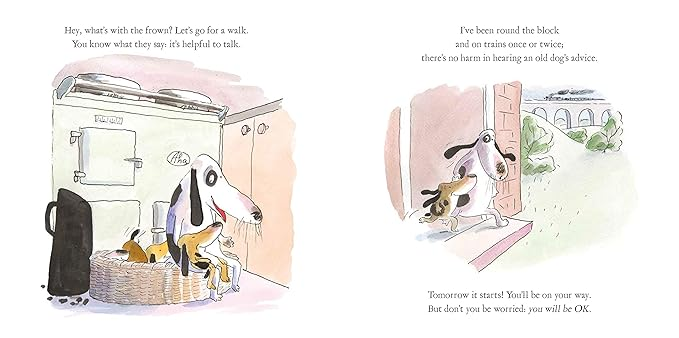 Hey, what's with the frown? Let's go for a walk.
You know what they say: it's helpful to talk.
Aha
I've been round the block
and on trains once or twice;
there's no harm in hearing an old dog's advice.
Tomorrow it starts! You'll be on your way.
But don't you be worried: you will be OK.